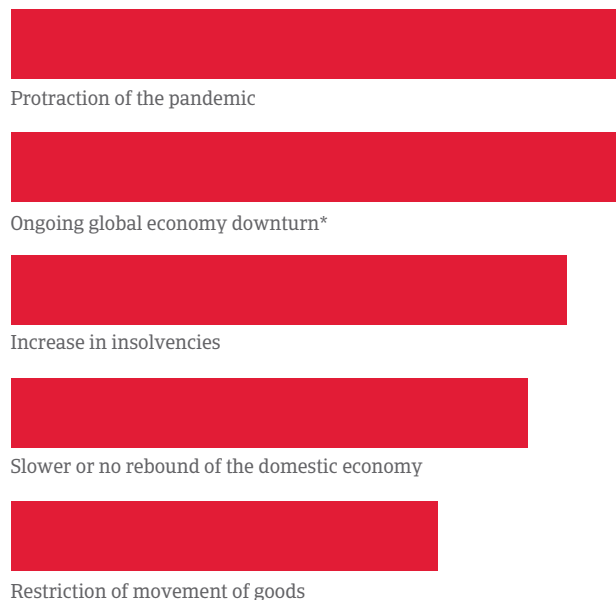 Protraction of the pandemic
Ongoing global economy downturn*
Increase in insolvencies
Slower or no rebound of the domestic economy
Restriction of movement of goods